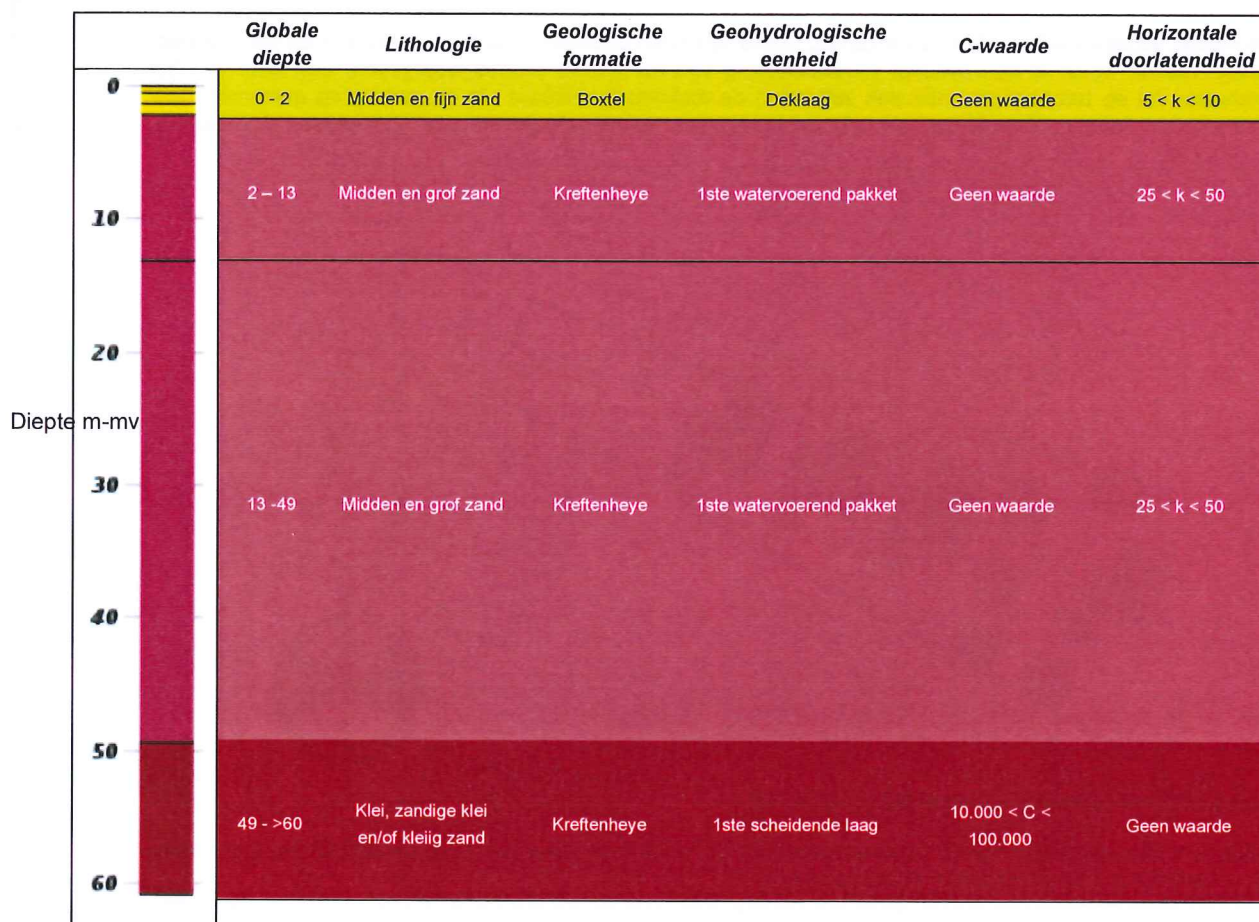 Globale diepte
Lithologie
Geologische formatie
Geohydrologische eenheid
C-waarde
Horizontale doorlatendheid
0
0 - 2
Midden en fijn zand
Boxtel
Deklaag
Geen waarde
5 < k < 10
2 – 13
Midden en grof zand
Kreftenheye
1ste watervoerend pakket
Geen waarde
25 < k < 50
10
20
Diepte m-mv
30
13 -49
Midden en grof zand
Kreftenheye
1ste watervoerend pakket
Geen waarde
25 < k < 50
40
50
49 - >60
Klei, zandige klei
en/of kleiig zand
Kreftenheye
1ste scheidende laag
10.000 < C <
100.000
Geen waarde
60